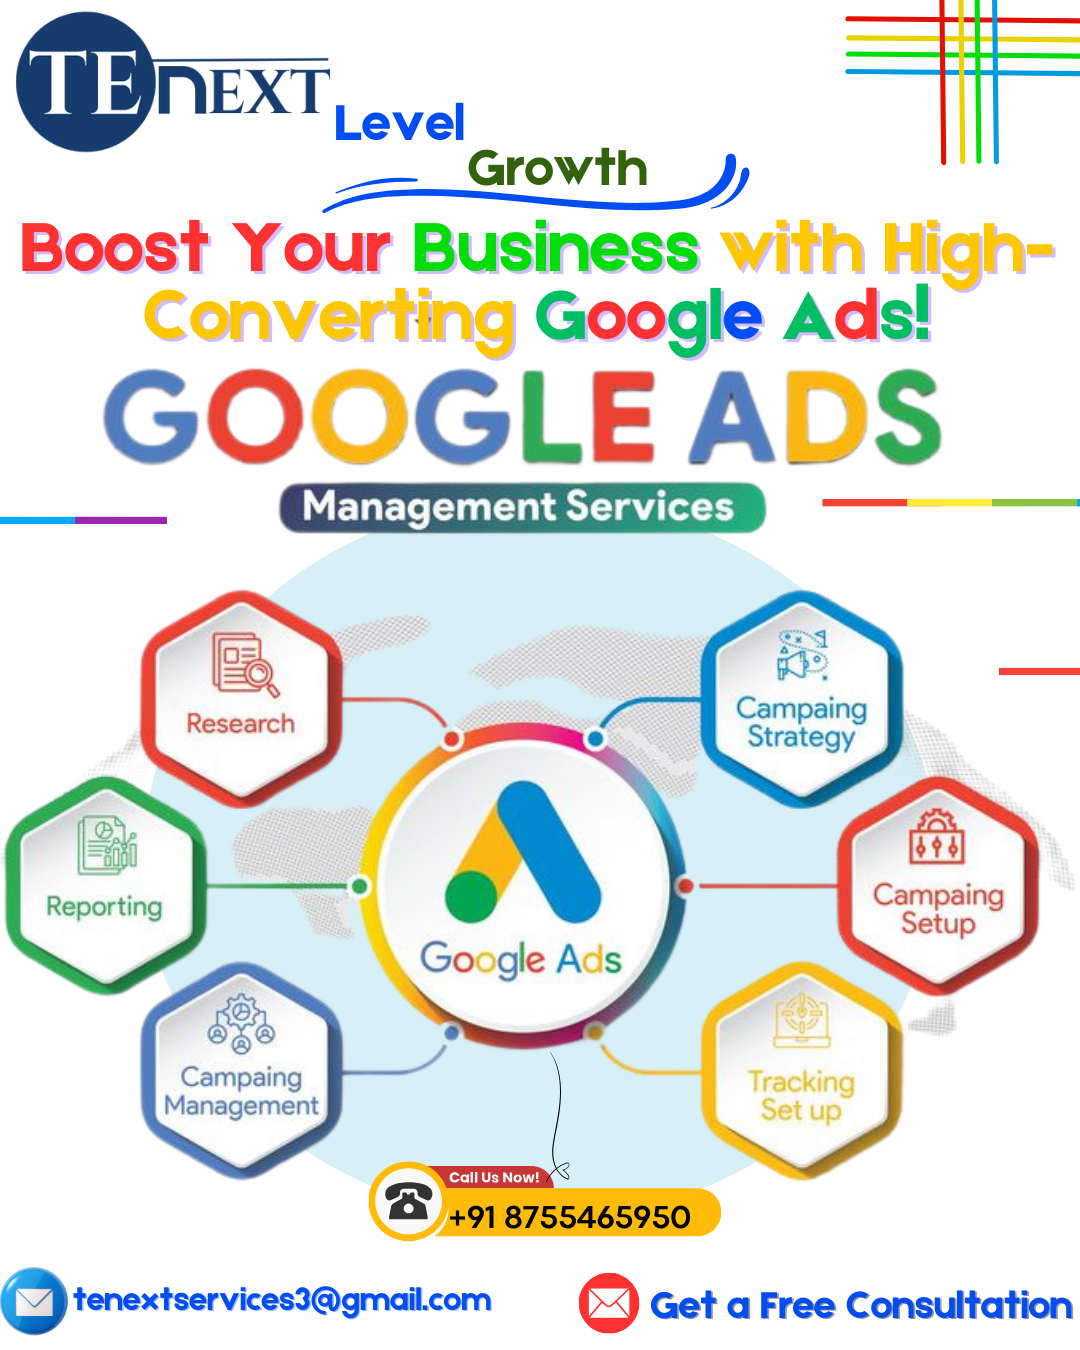 TEnEXT
Level
Growth
Boost Your Business with High-
Converting Google Ads!
GOOGLE ADS
Management Services
Research
Campaing
Strategy
Reporting
Campaing
Setup
Google Ads
Campaing
Management
Tracking
Set up
Call Us Now!
+91 8755465950
tenextservices3@gmail.com
Get a Free Consultation